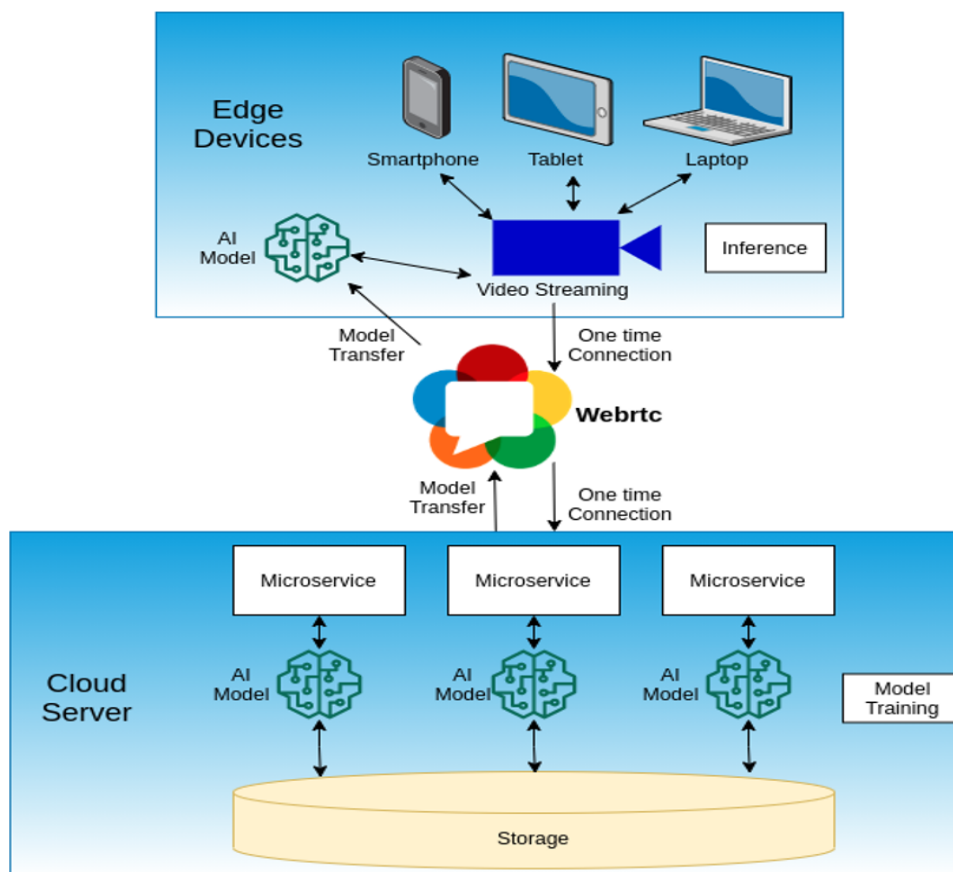 Edge
Devices
Smartphone
Tablet
Laptop
AI
Model
Inference
Video Streaming
Model
Transfer
One time
Connection
Webrtc
Model
Transfer
One time
Connection
Microservice
Microservice
Microservice
Cloud
Server
AI
Model
AI
Model
AI
Model
Model
Training
Storage